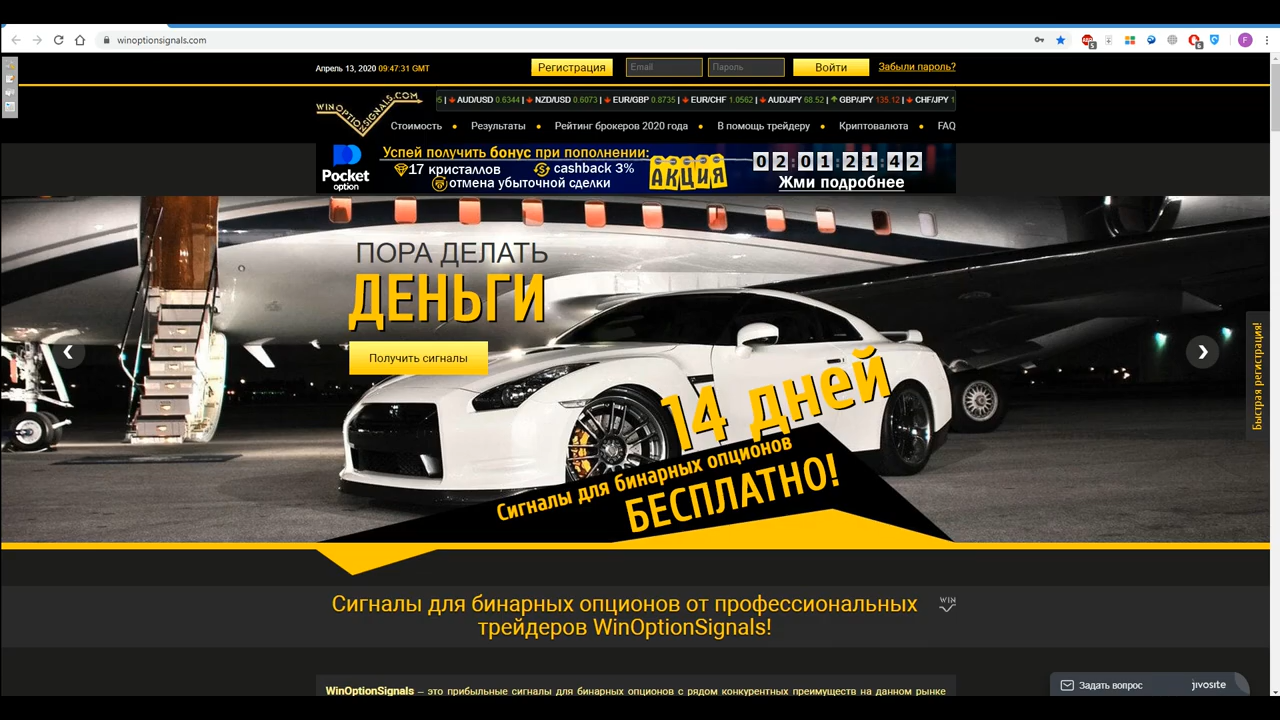 winoptionsignals.com
Апрель 13, 2020 09:47:31 GMT
Регистрация
Email
Пароль
Войти
Забыли пароль?
WINOPTIONSIGNALS.COM
AUD/USD 0.6344 | NZD/USD 0.6073 | EUR/GBP 0.8735 | EUR/CHF 1.0562 | AUD/JPY 68.52 | GBP/JPY 135.12 | CHF/JPY 1
Стоимость
Результаты
Рейтинг брокеров 2020 года
В помощь трейдеру
Криптовалюта
FAQ
Pocket
option
Успей получить бонус при пополнении:
17 кристаллов
cashback 3%
отмена убыточной сделки
АКЦИЯ
02:01:21:42
Жми подробнее
ПОРА ДЕЛАТЬ
ДЕНЬГИ
Получить сигналы
14 дней
Сигналы для бинарных опционов
БЕСПЛАТНО!
Быстрая регистрация!
Сигналы для бинарных опционов от профессиональных
трейдеров WinOptionSignals!
WIN
WinOptionSignals – это прибыльные сигналы для бинарных опционов с рядом конкурентных преимуществ на данном рынке
Задать вопрос
jivosite